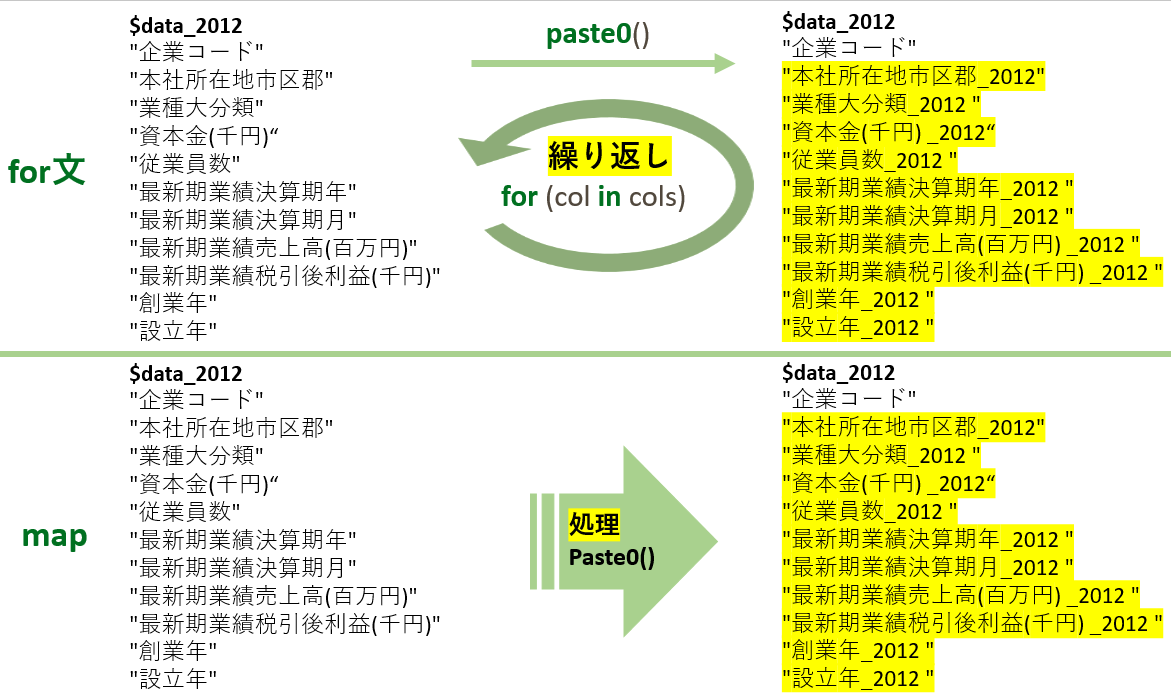 for文
$data_2012
"企業コード"
"本社所在地市区郡"
"業種大分類"
"資本金(千円)“
"従業員数"
"最新期業績決算期年"
"最新期業績決算期月"
"最新期業績売上高(百万円)"
"最新期業績税引後利益(千円)"
"創業年"
"設立年"
paste0()
繰り返し
for (col in cols)
$data_2012
"企業コード"
"本社所在地市区郡_2012"
"業種大分類_2012 "
"資本金(千円) _2012“
"従業員数_2012 "
"最新期業績決算期年_2012 "
"最新期業績決算期月_2012 "
"最新期業績売上高(百万円) _2012 "
"最新期業績税引後利益(千円) _2012 "
"創業年_2012 "
"設立年_2012 "
map
$data_2012
"企業コード"
"本社所在地市区郡"
"業種大分類"
"資本金(千円)“
"従業員数"
"最新期業績決算期年"
"最新期業績決算期月"
"最新期業績売上高(百万円)"
"最新期業績税引後利益(千円)"
"創業年"
"設立年"
処理
Paste0()
$data_2012
"企業コード"
"本社所在地市区郡_2012"
"業種大分類_2012 "
"資本金(千円) _2012“
"従業員数_2012 "
"最新期業績決算期年_2012 "
"最新期業績決算期月_2012 "
"最新期業績売上高(百万円) _2012 "
"最新期業績税引後利益(千円) _2012 "
"創業年_2012 "
"設立年_2012 "